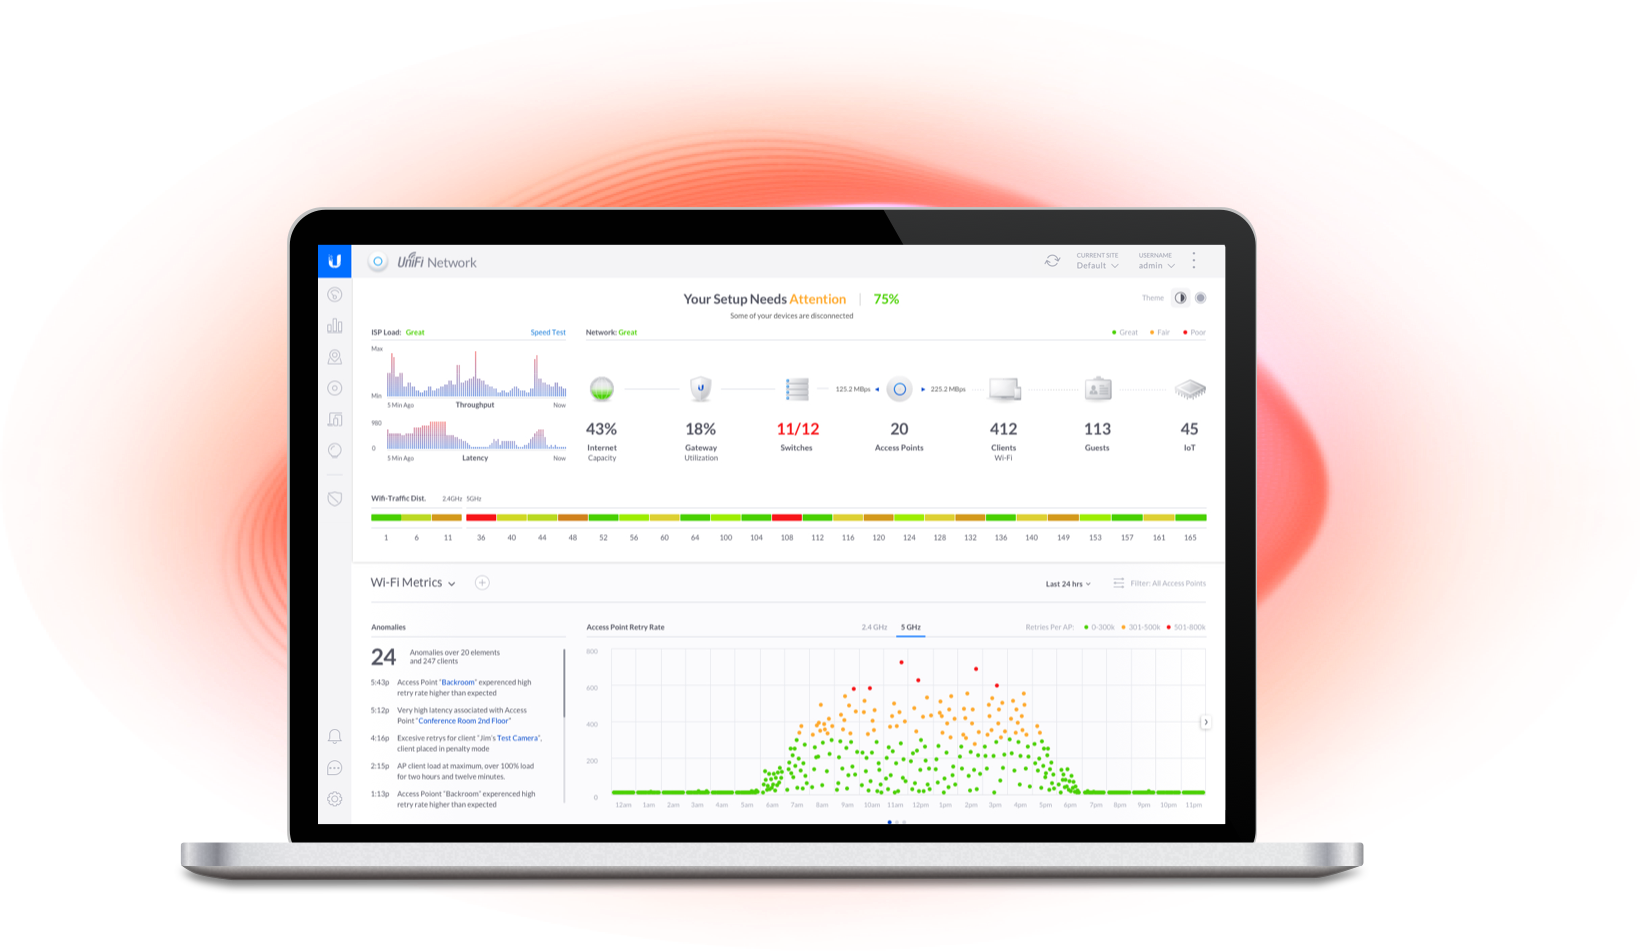 UniFi Network
CURRENT SITE
Default
USERNAME
admin
Your Setup Needs Attention | 75%
Some of your devices are disconnected
Theme
ISP Load: Great
Speed Test
Network: Great
Great Fair Poor
Max
Min
5 Min Ago Throughput Now
980
0
5 Min Ago Latency Now
125.2 MBps
225.2 MBps
43%
Internet
Capacity
18%
Gateway
Utilization
11/12
Switches
20
Access Points
412
Clients
Wi-Fi
113
Guests
45
IoT
Wifi-Traffic Dist. 2.4GHz 5GHz
1 6 11 36 40 44 48 52 56 60 64 100 104 108 112 116 120 124 128 132 136 140 149 153 157 161 165
Wi-Fi Metrics
Last 24 hrs
Filter: All Access Points
Anomalies
24
Anomalies over 20 elements
and 247 clients
5:43p Access Point "Backroom" experenced high
retry rate higher than expected
5:12p Very high latency associated with Access
Point "Conference Room 2nd Floor"
4:16p Excesive retrys for client "Jim's Test Camera",
client placed in penalty mode
2:15p AP client load at maximum, over 100% load
for two hours and twelve minutes.
1:13p Access Poiont "Backroom" experenced high
retry rate higher than expected
Access Point Retry Rate
2.4 GHz 5 GHz
Retries Per AP: 0-300k 301-500k 501-800k
800
600
400
200
0
12am 1am 2am 3am 4am 5am 6am 7am 8am 9am 10am 11am 12pm 1pm 2pm 3pm 4pm 5pm 6pm 7pm 8pm 9pm 10pm 11pm